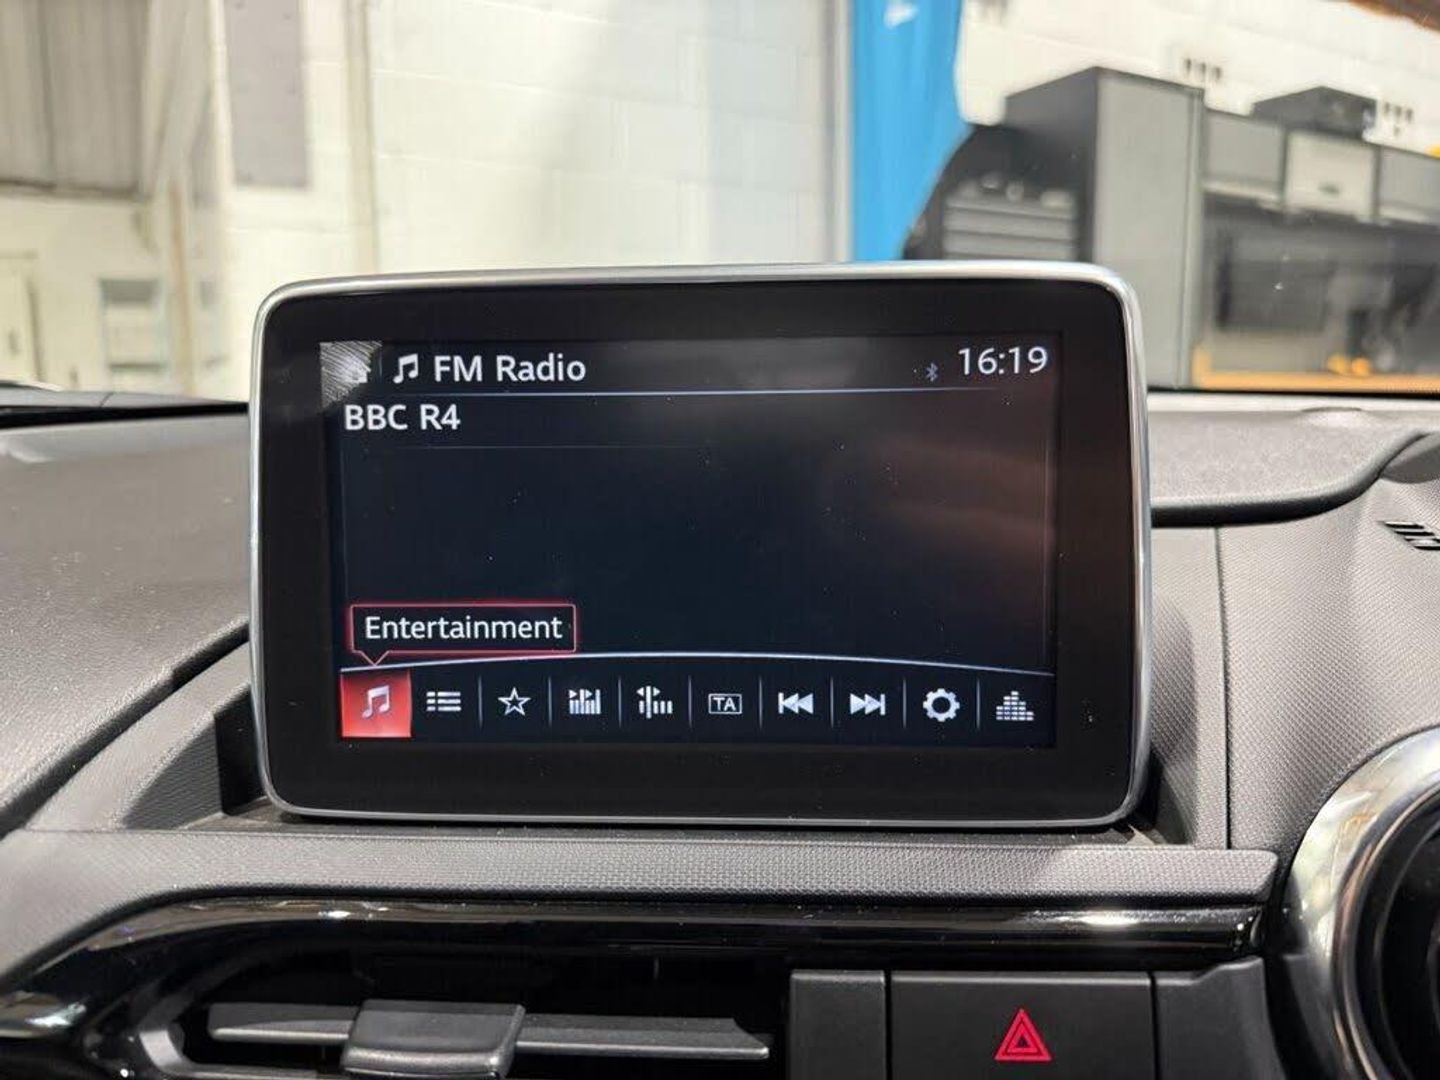 FM Radio
16:19
BBC R4
Entertainment
TA